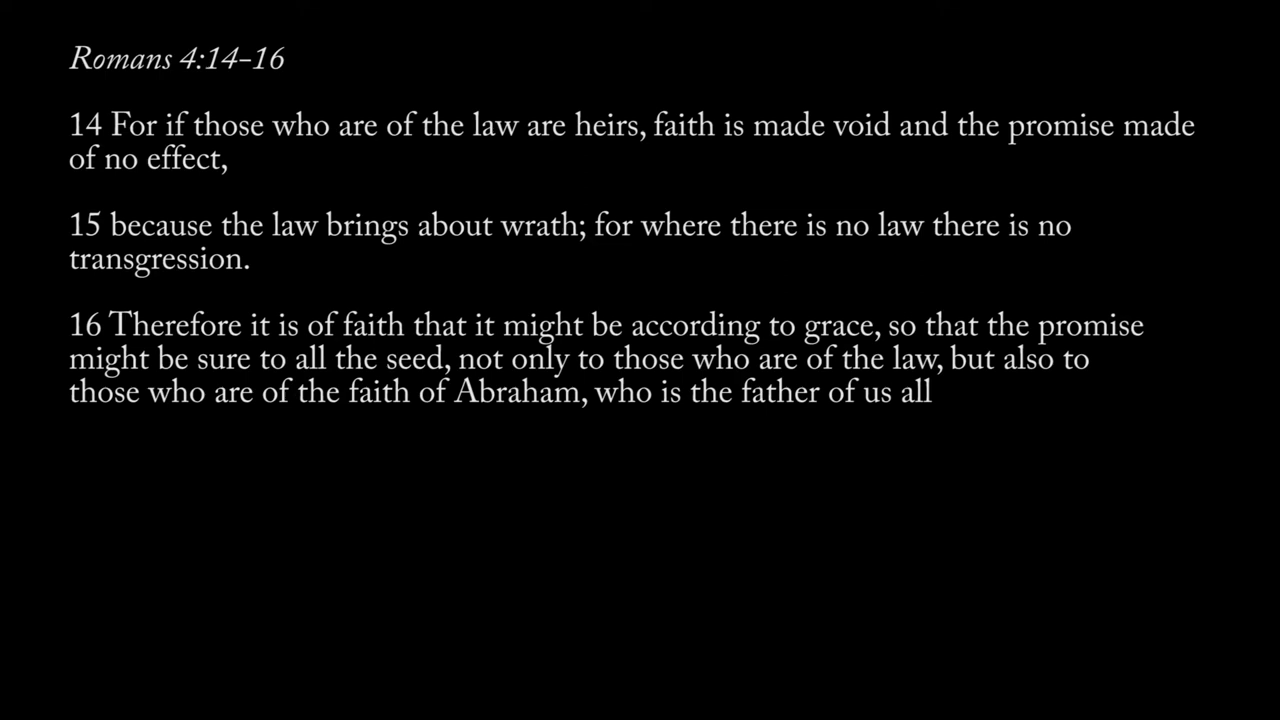 Romans 4:14-16
14 For if those who are of the law are heirs, faith is made void and the promise made
of no effect,
15 because the law brings about wrath; for where there is no law there is no
transgression.
16 Therefore it is of faith that it might be according to grace, so that the promise
might be sure to all the seed, not only to those who are of the law, but also to
those who are of the faith of Abraham, who is the father of us all